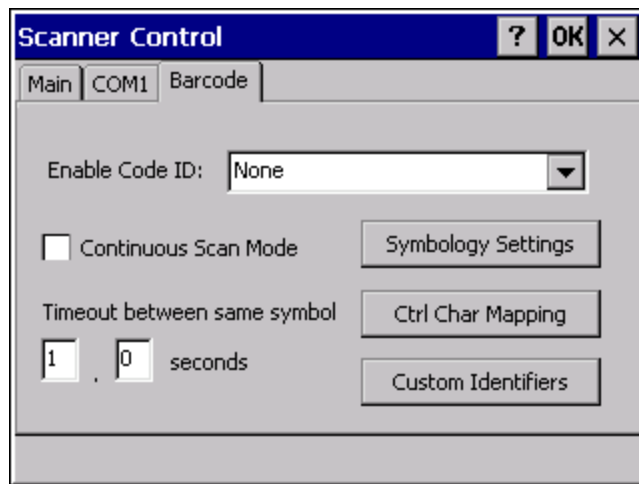 Scanner Control ? OK ×
Main COM1 Barcode
Enable Code ID: None
Continuous Scan Mode Symbology Settings
Timeout between same symbol Ctrl Char Mapping
1 . 0 seconds
Custom Identifiers